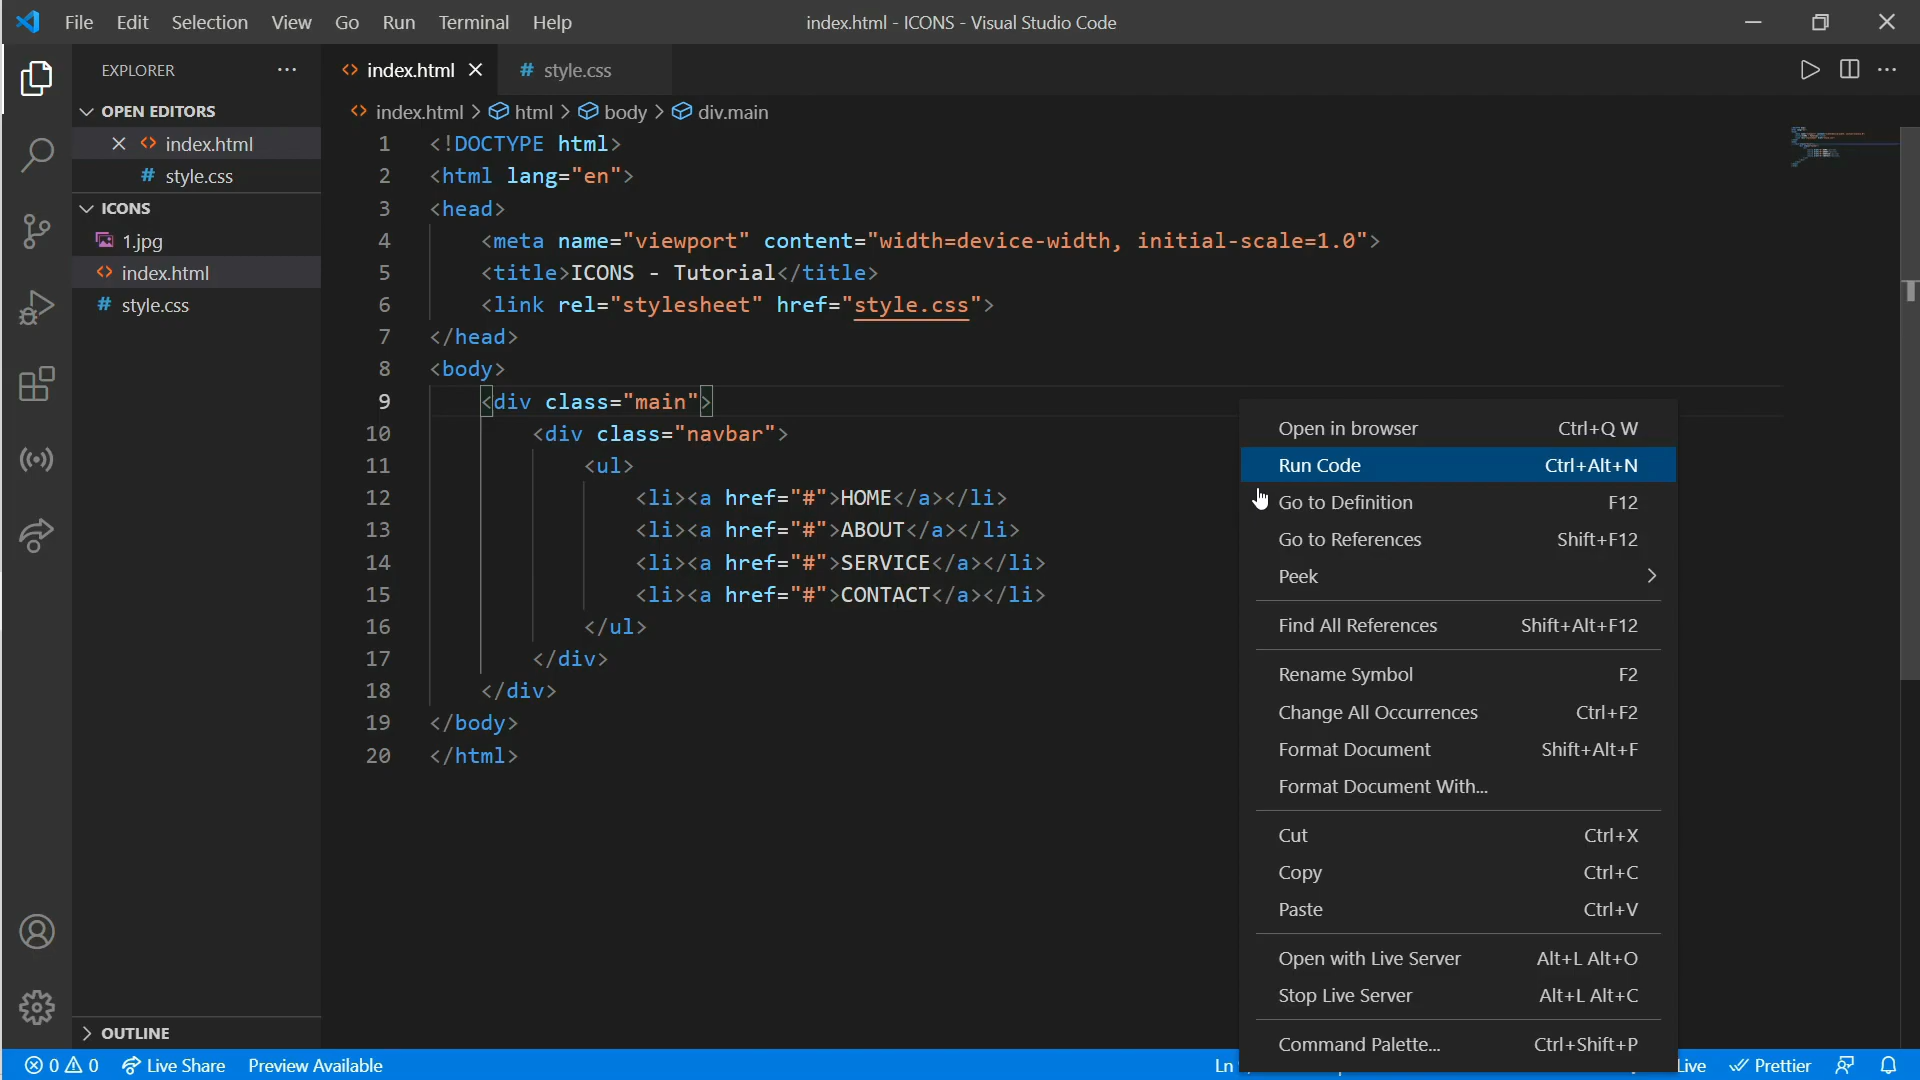 File Edit Selection View Go Run Terminal Help index.html - ICONS - Visual Studio Code
EXPLORER ...
OPEN EDITORS
index.html
# style.css
ICONS
1.jpg
index.html
# style.css
OUTLINE
index.html # style.css
index.html > html > body > div.main
1 <!DOCTYPE html>
2 <html lang="en">
3 <head>
4 <meta name="viewport" content="width=device-width, initial-scale=1.0">
5 <title>ICONS - Tutorial</title>
6 <link rel="stylesheet" href="style.css">
7 </head>
8 <body>
9 <div class="main">
10 <div class="navbar">
11 <ul>
12 <li><a href="#">HOME</a></li>
13 <li><a href="#">ABOUT</a></li>
14 <li><a href="#">SERVICE</a></li>
15 <li><a href="#">CONTACT</a></li>
16 </ul>
17 </div>
18 </div>
19 </body>
20 </html>
Open in browser Ctrl+Q W
Run Code Ctrl+Alt+N
Go to Definition F12
Go to References Shift+F12
Peek >
Find All References Shift+Alt+F12
Rename Symbol F2
Change All Occurrences Ctrl+F2
Format Document Shift+Alt+F
Format Document With...
Cut Ctrl+X
Copy Ctrl+C
Paste Ctrl+V
Open with Live Server Alt+L Alt+O
Stop Live Server Alt+L Alt+C
Command Palette... Ctrl+Shift+P
0 0 Live Share Preview Available Ln Live Prettier